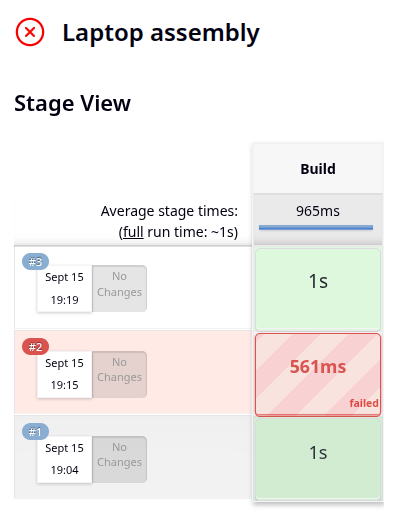 Laptop assembly
Stage View
Build
Average stage times:
(full run time: ~1s)
965ms
#3
Sept 15
19:19
No
Changes
1s
#2
Sept 15
19:15
No
Changes
561ms
failed
#1
Sept 15
19:04
No
Changes
1s